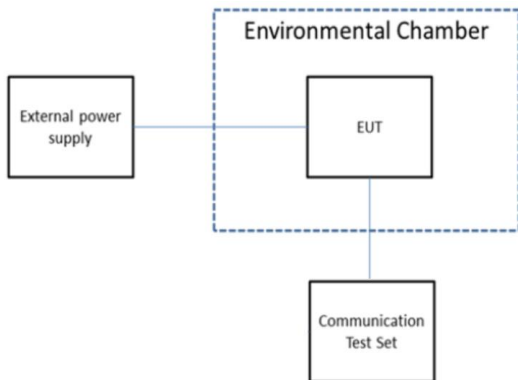 Environmental Chamber
External power
supply
EUT
Communication
Test Set